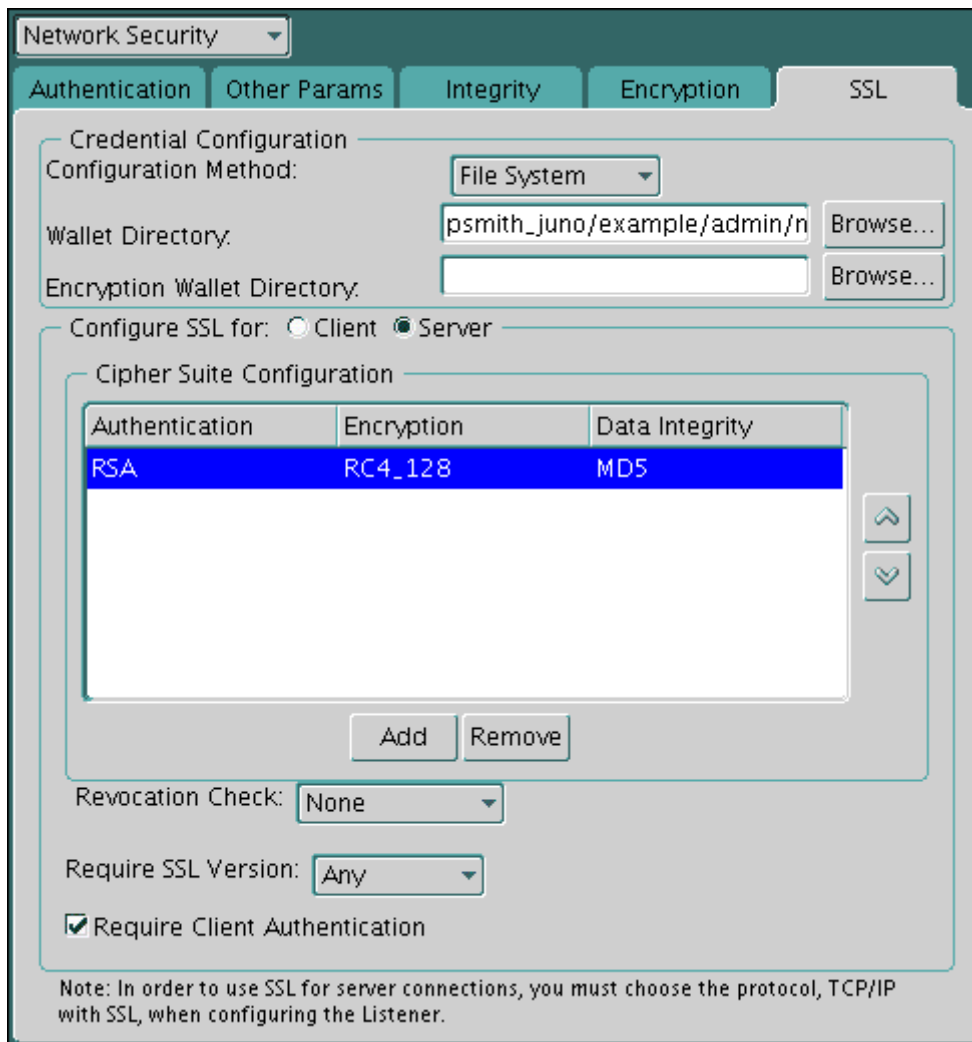 Network Security
Authentication Other Params Integrity Encryption SSL
Credential Configuration
Configuration Method: File System
Wallet Directory: psmith_juno/example/admin/n Browse...
Encryption Wallet Directory: Browse...
Configure SSL for: Client Server
Cipher Suite Configuration
Authentication Encryption Data Integrity
RSA RC4_128 MD5
Add Remove
Revocation Check: None
Require SSL Version: Any
Require Client Authentication
Note: In order to use SSL for server connections, you must choose the protocol, TCP/IP
with SSL, when configuring the Listener.